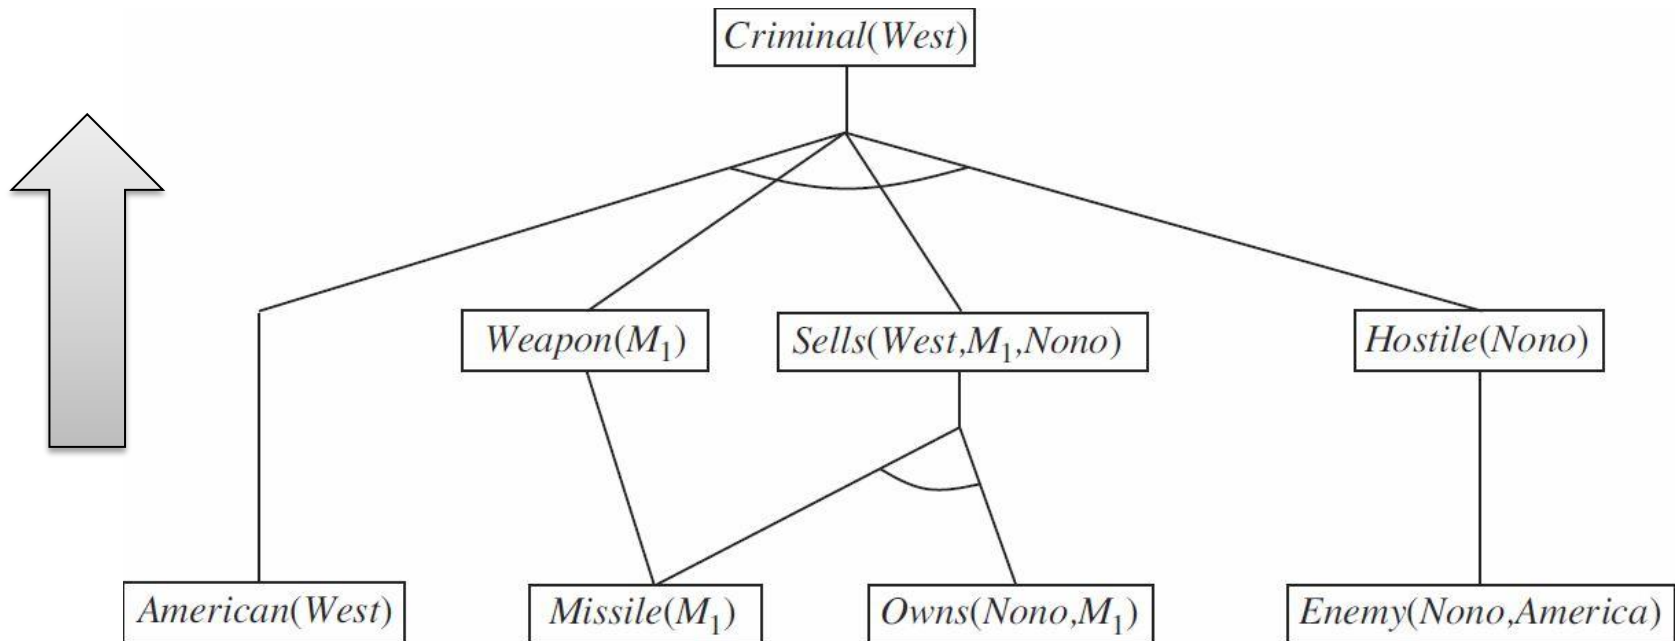 Criminal(West)
Weapon(M₁)
Sells(West,M₁,Nono)
Hostile(Nono)
American(West)
Missile(M₁)
Owns(Nono,M₁)
Enemy(Nono,America)